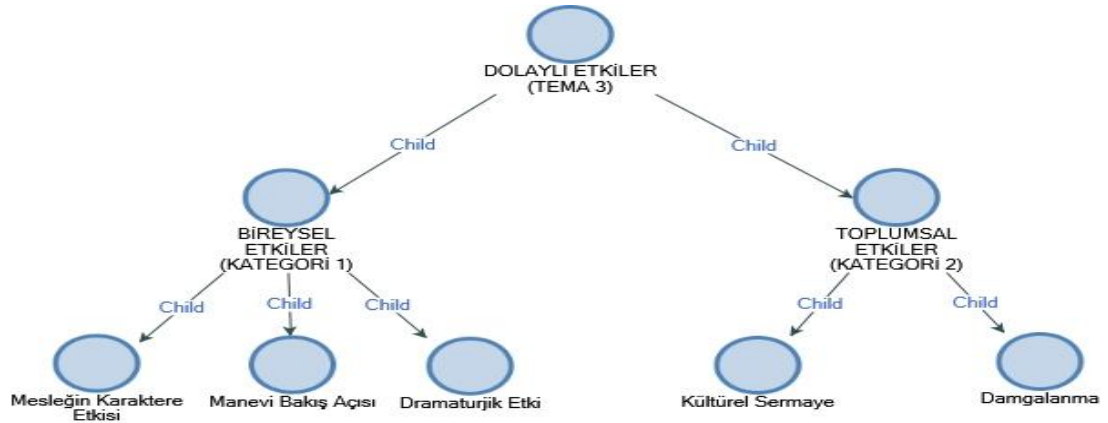 DOLAYLI ETKİLER
(TEMA 3)
Child
Child
BİREYSEL
ETKİLER
(KATEGORİ 1)
TOPLUMSAL
ETKİLER
(KATEGORİ 2)
Child
Child
Child
Child
Child
Mesleğin Karaktere
Etkisi
Manevi Bakış Açısı
Dramaturjik Etki
Kültürel Sermaye
Damgalanma